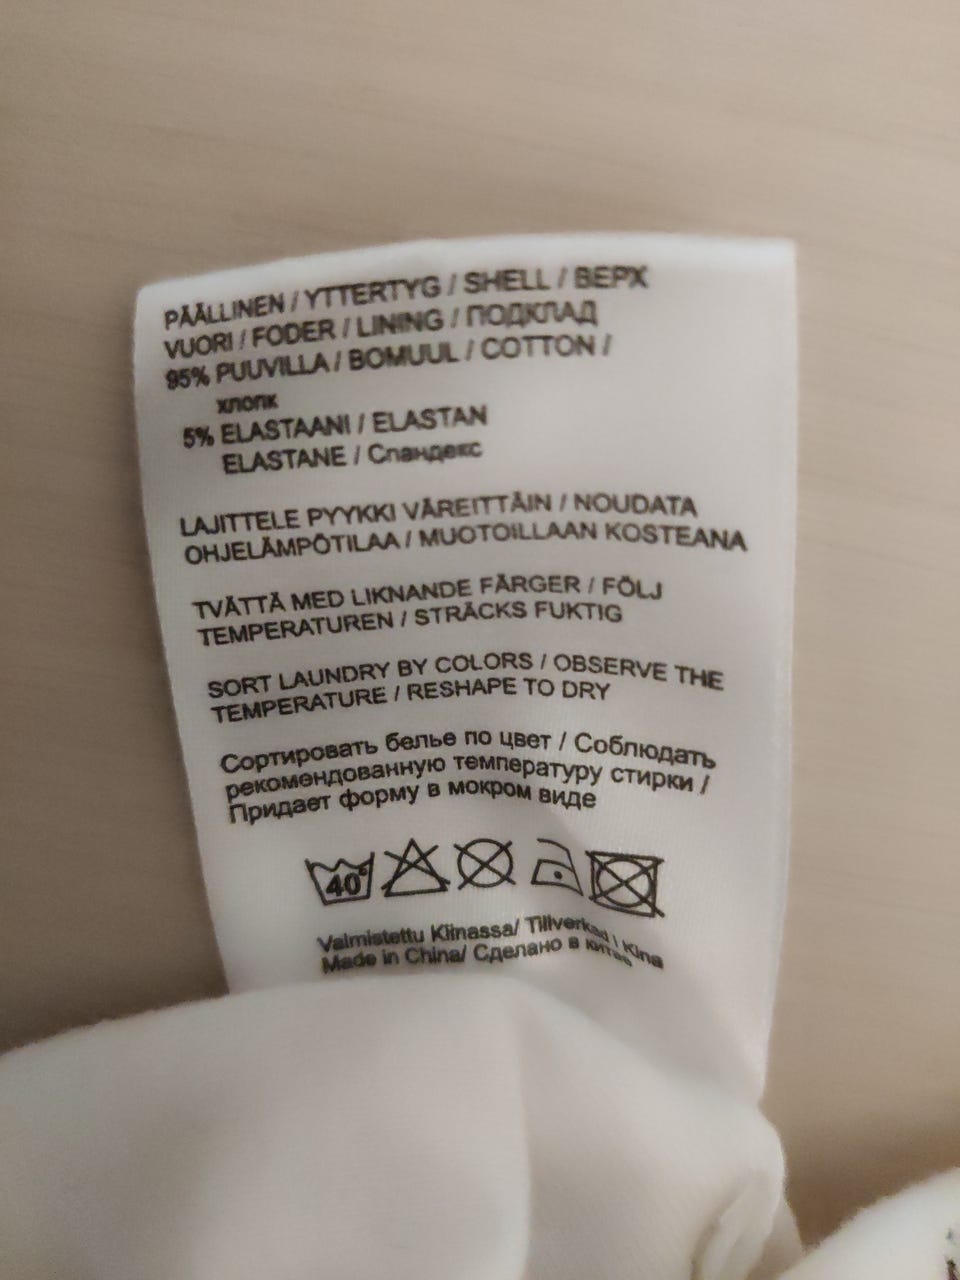 PÄÄLLINEN / YTTERTYG / SHELL / ВЕРХ
VUORI / FODER / LINING / ПОДКЛАД
95% PUUVILLA / BOMUUL / COTTON /
хлопк
5% ELASTAANI / ELASTAN
ELASTANE / Спандекс
LAJITTELE PYYKKI VÄREITTÄIN / NOUDATA
OHJELÄMPÖTILAA / MUOTOILLAAN KOSTEANA
TVÄTTÄ MED LIKNANDE FÄRGER / FÖLJ
TEMPERATUREN / STRÄCKS FUKTIG
SORT LAUNDRY BY COLORS / OBSERVE THE
TEMPERATURE / RESHAPE TO DRY
Сортировать белье по цвет / Соблюдать
рекомендованную температуру стирки /
Придает форму в мокром виде
40°
Valmistettu Kiinassa/ Tillverkad i Kina
Made in China/ Сделано в китае